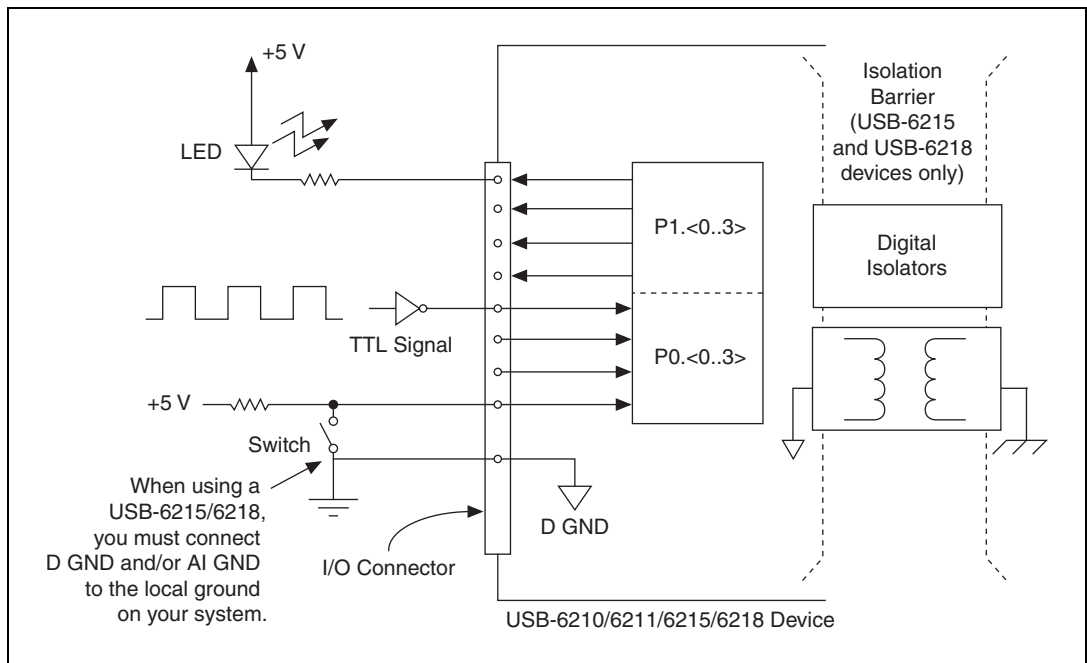 +5 V
LED
Isolation
Barrier
(USB-6215
and USB-6218
devices only)
P1.<0..3>
Digital
Isolators
TTL Signal
P0.<0..3>
+5 V
Switch
When using a
USB-6215/6218,
you must connect
D GND and/or AI GND
to the local ground
on your system.
D GND
I/O Connector
USB-6210/6211/6215/6218 Device